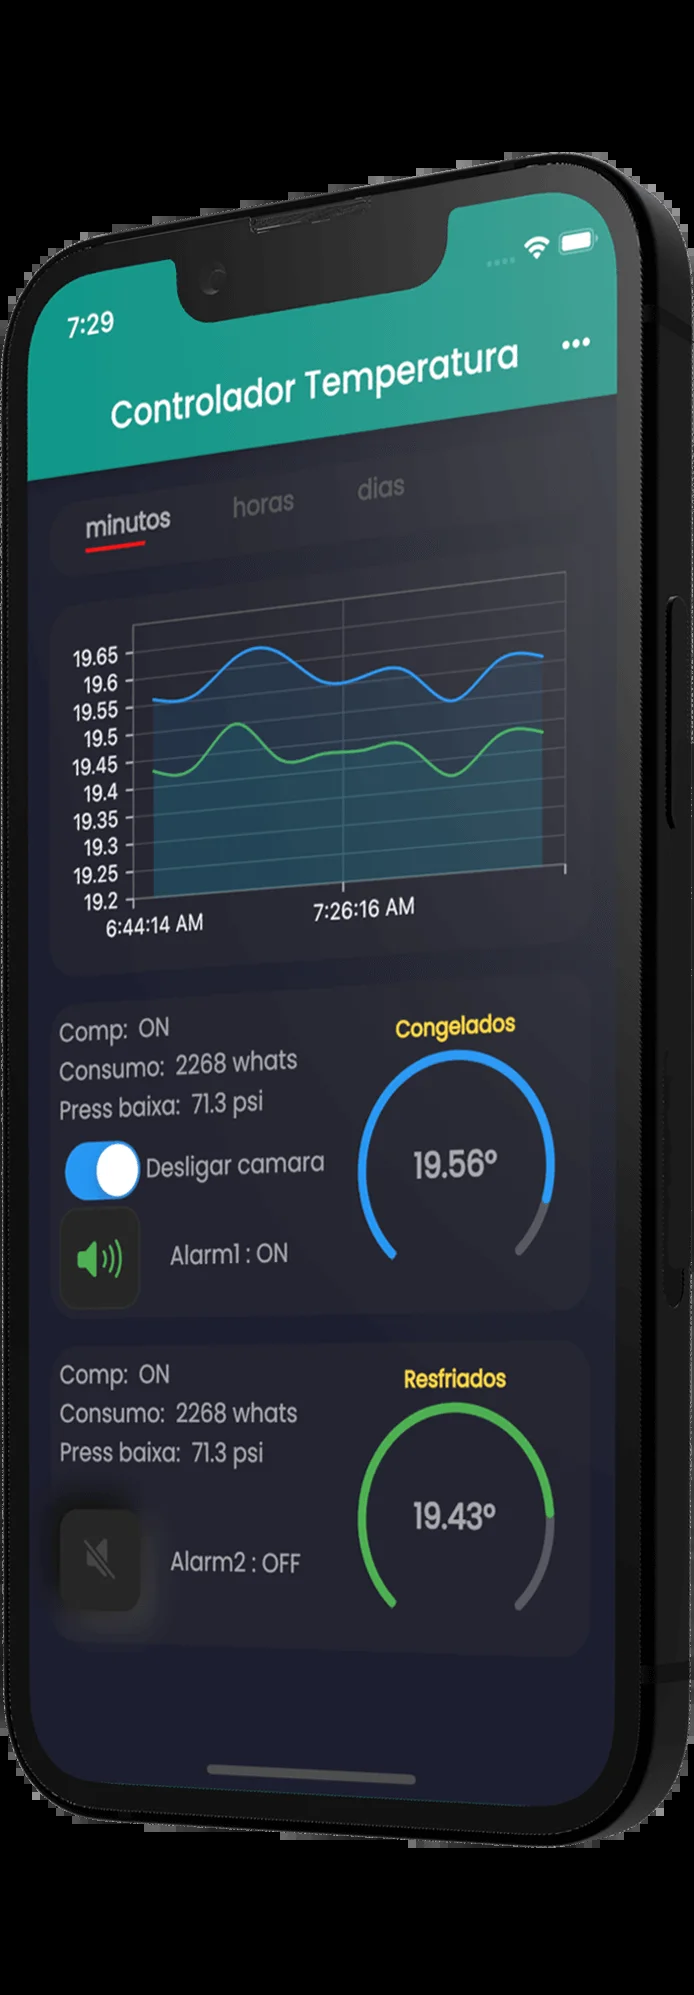 7:29
Controlador Temperatura
minutos horas dias
19.65
19.6
19.55
19.5
19.45
19.4
19.35
19.3
19.25
19.2
6:44:14 AM 7:26:16 AM
Comp: ON
Consumo: 2268 whats
Press baixa: 71.3 psi
Desligar camara
Alarm1 : ON
Congelados
19.56º
Comp: ON
Consumo: 2268 whats
Press baixa: 71.3 psi
Alarm2 : OFF
Resfriados
19.43º